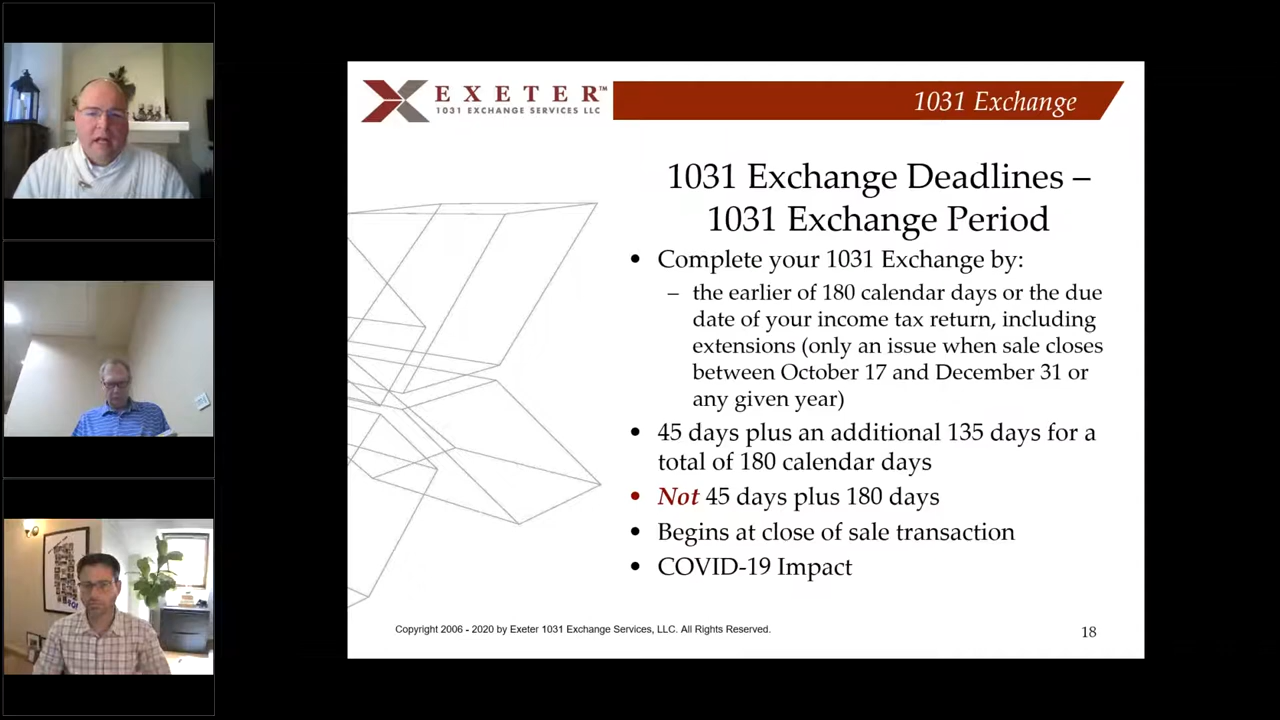 EXETER™
1031 EXCHANGE SERVICES LLC
1031 Exchange
1031 Exchange Deadlines –
1031 Exchange Period
• Complete your 1031 Exchange by:
– the earlier of 180 calendar days or the due
date of your income tax return, including
extensions (only an issue when sale closes
between October 17 and December 31 or
any given year)
• 45 days plus an additional 135 days for a
total of 180 calendar days
• Not 45 days plus 180 days
• Begins at close of sale transaction
• COVID-19 Impact
Copyright 2006 - 2020 by Exeter 1031 Exchange Services, LLC. All Rights Reserved.
18